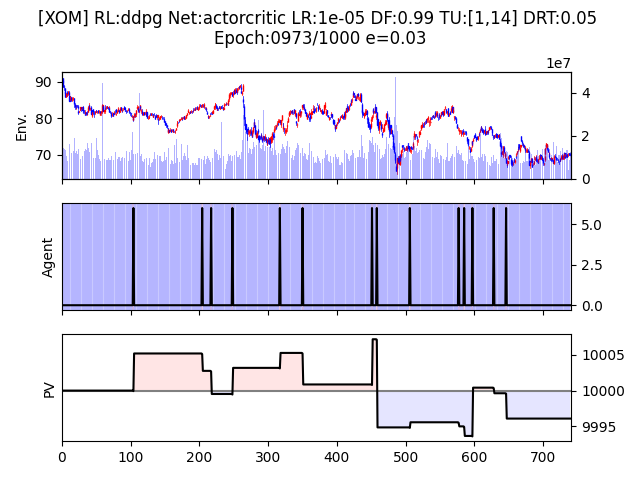 [XOM] RL:ddpg Net:actorcritic LR:1e-05 DF:0.99 TU:[1,14] DRT:0.05
Epoch:0973/1000 e=0.03
1e7
90
80
70
Env.
4
2
0
Agent
5.0
2.5
0.0
PV
10005
10000
9995
0 100 200 300 400 500 600 700